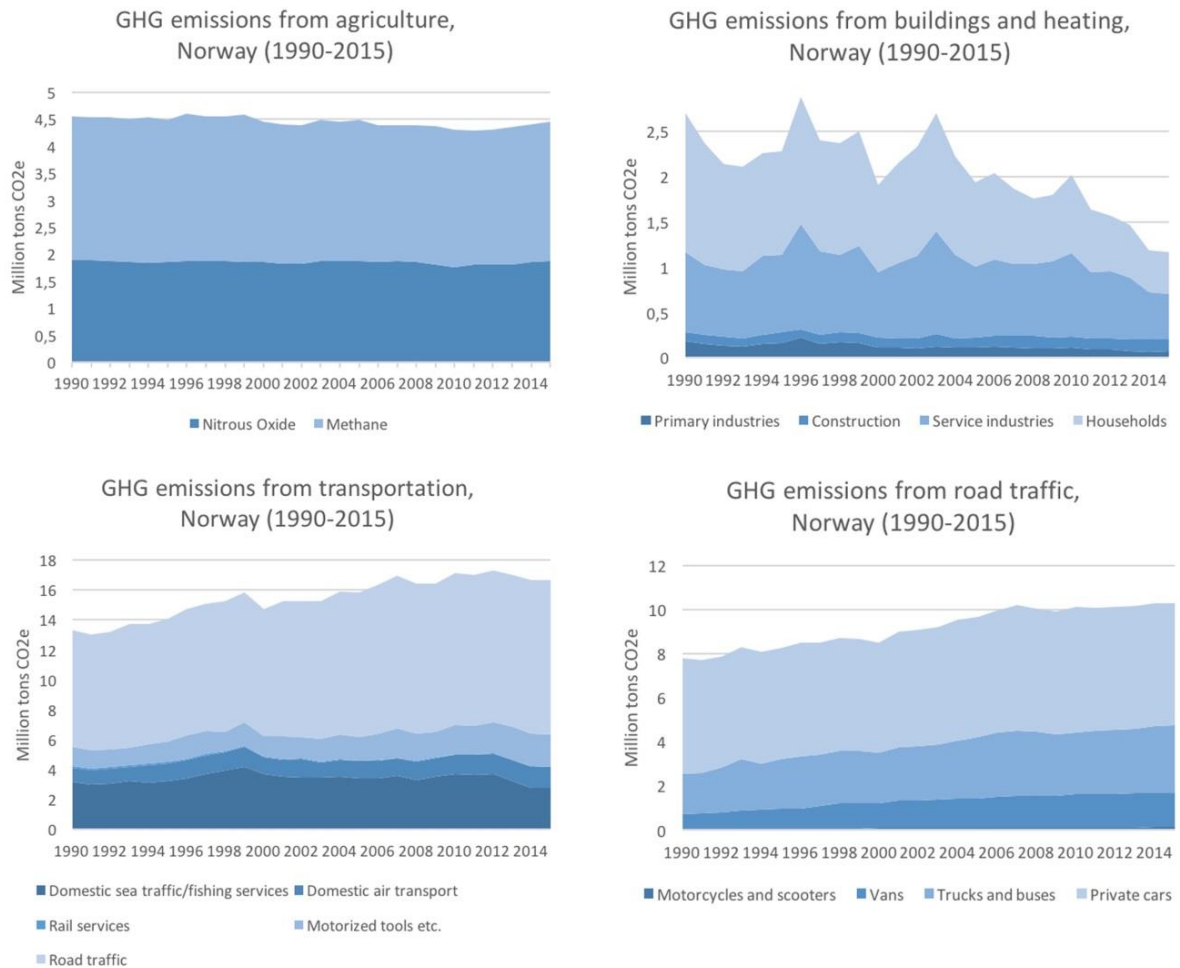 GHG emissions from agriculture,
Norway (1990-2015)
Million tons CO2e
5
4,5
4
3,5
3
2,5
2
1,5
1
0,5
0
1990 1992 1994 1996 1998 2000 2002 2004 2006 2008 2010 2012 2014
Nitrous Oxide Methane
GHG emissions from buildings and heating,
Norway (1990-2015)
Million tons CO2e
2,5
2
1,5
1
0,5
0
1990 1992 1994 1996 1998 2000 2002 2004 2006 2008 2010 2012 2014
Primary industries Construction Service industries Households
GHG emissions from transportation,
Norway (1990-2015)
Million tons CO2e
18
16
14
12
10
8
6
4
2
0
1990 1992 1994 1996 1998 2000 2002 2004 2006 2008 2010 2012 2014
Domestic sea traffic/fishing services Domestic air transport
Rail services Motorized tools etc.
Road traffic
GHG emissions from road traffic,
Norway (1990-2015)
Million tons CO2e
12
10
8
6
4
2
0
1990 1992 1994 1996 1998 2000 2002 2004 2006 2008 2010 2012 2014
Motorcycles and scooters Vans Trucks and buses Private cars